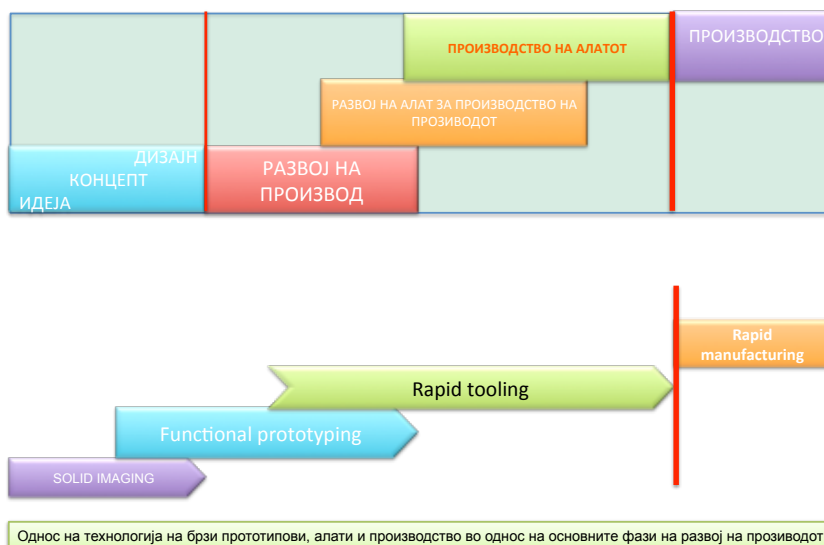 ПРОИЗВОДСТВО НА АЛАТОТ
ПРОИЗВОДСТВО
РАЗВОЈ НА АЛАТ ЗА ПРОИЗВОДСТВО НА
ПРОЗИВОДОТ
ДИЗАЈН
КОНЦЕПТ
ИДЕЈА
РАЗВОЈ НА
ПРОИЗВОД
Rapid
manufacturing
Rapid tooling
Functional prototyping
SOLID IMAGING
Однос на технологија на брзи прототипови, алати и производство во однос на основните фази на развој на прозиводот